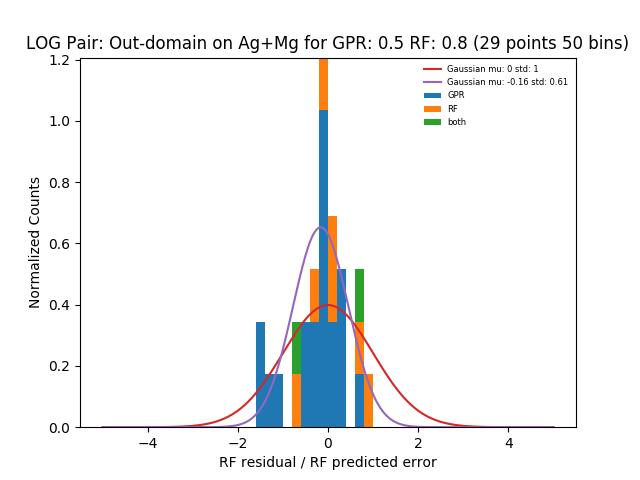 LOG Pair: Out-domain on Ag+Mg for GPR: 0.5 RF: 0.8 (29 points 50 bins)
Gaussian mu: 0 std: 1
Gaussian mu: -0.16 std: 0.61
GPR
RF
both
Normalized Counts
1.2
1.0
0.8
0.6
0.4
0.2
0.0
−4 −2 0 2 4
RF residual / RF predicted error